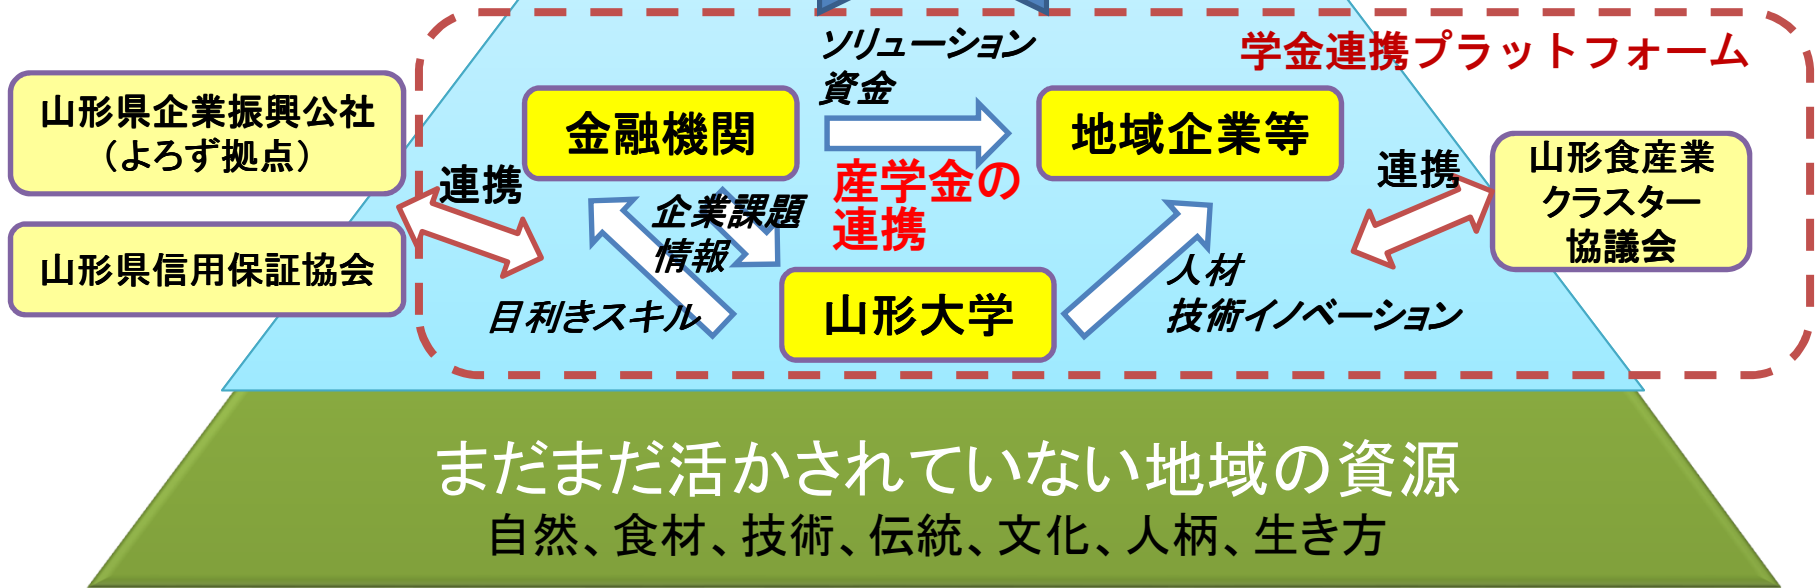 学金連携プラットフォーム
ソリューション
資金
山形県企業振興公社
（よろず拠点）
金融機関
地域企業等
山形食産業
クラスター
協議会
連携
連携
産学金の
連携
企業課題
情報
山形県信用保証協会
目利きスキル
山形大学
人材
技術イノベーション
まだまだ活かされていない地域の資源
自然、食材、技術、伝統、文化、人柄、生き方